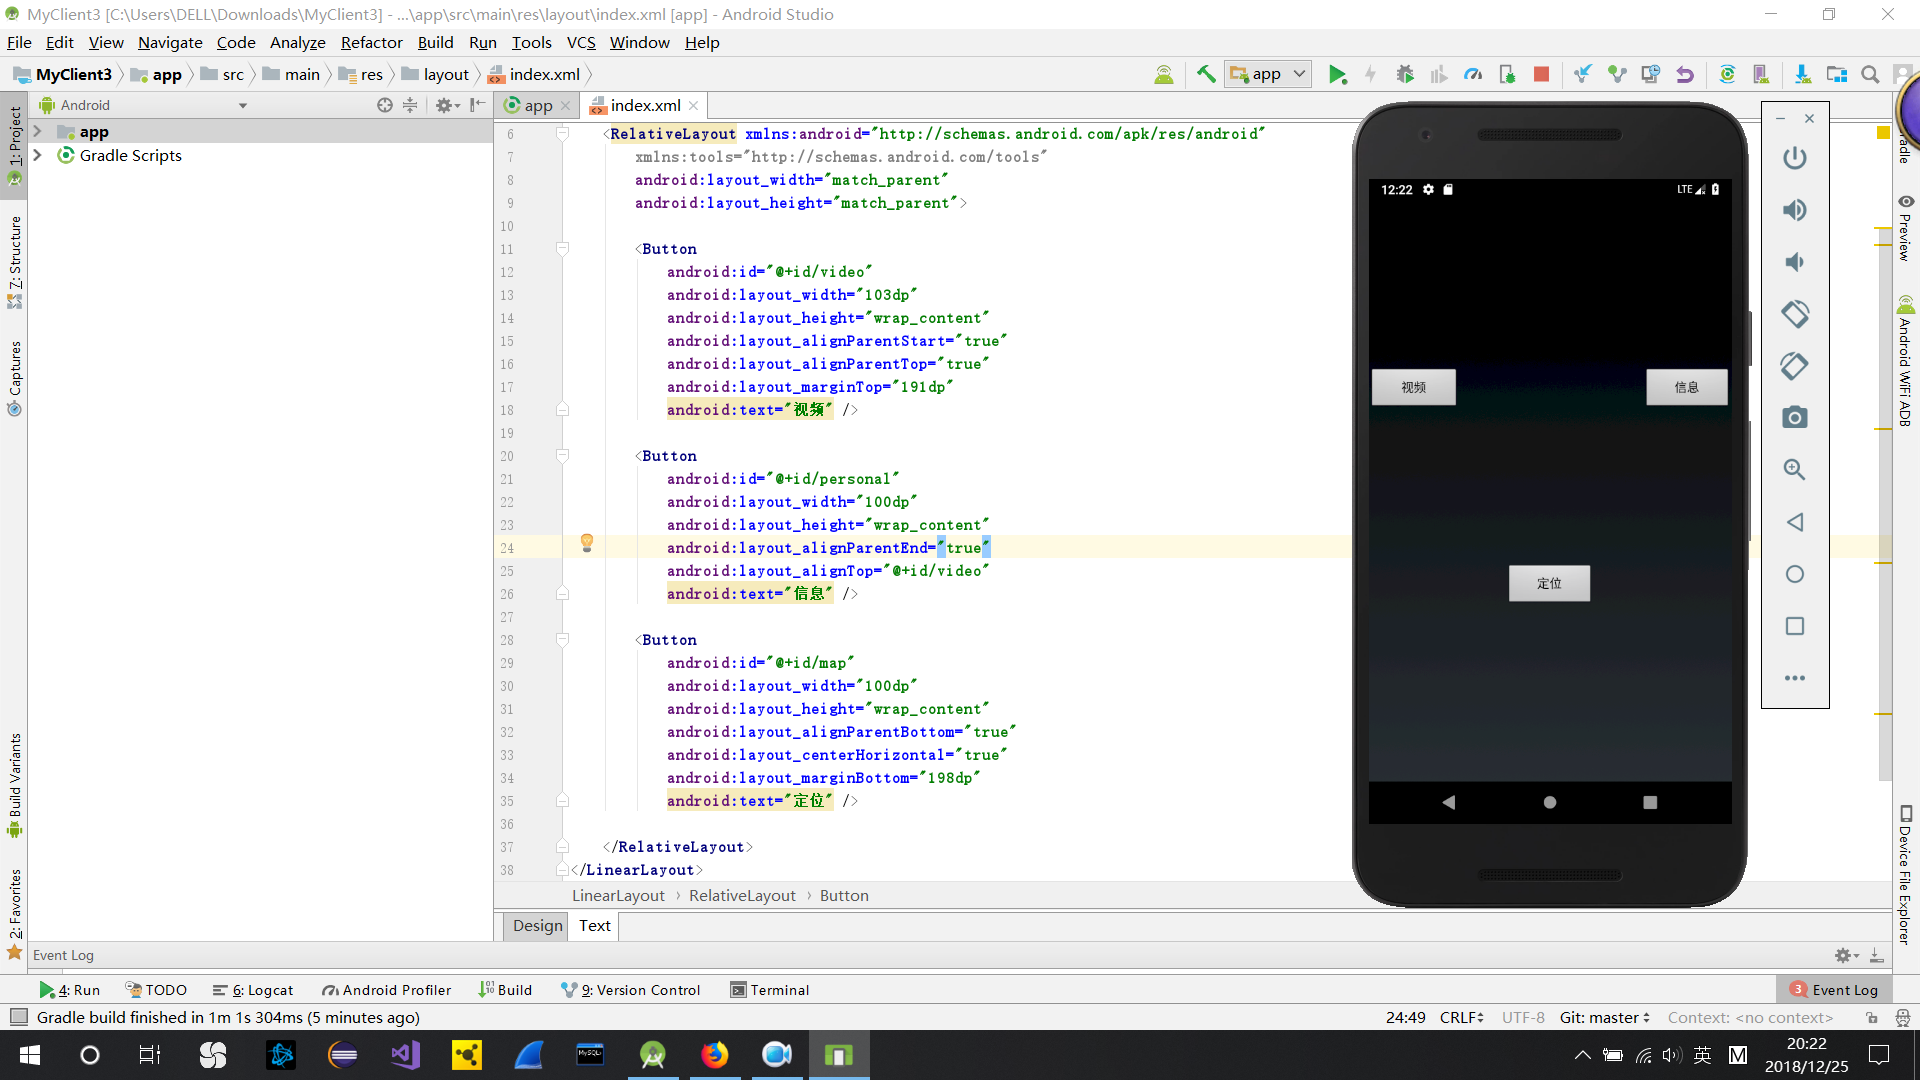 MyClient3 [C:\Users\DELL\Downloads\MyClient3] - ...\app\src\main\res\layout\index.xml [app] - Android Studio
File Edit View Navigate Code Analyze Refactor Build Run Tools VCS Window Help
MyClient3 app src main res layout index.xml
app
Android
app
index.xml
app
Gradle Scripts
1: Project
7: Structure
Captures
Build Variants
2: Favorites
6 <RelativeLayout xmlns:android="http://schemas.android.com/apk/res/android"
7 xmlns:tools="http://schemas.android.com/tools"
8 android:layout_width="match_parent"
9 android:layout_height="match_parent">
10
11 <Button
12 android:id="@+id/video"
13 android:layout_width="103dp"
14 android:layout_height="wrap_content"
15 android:layout_alignParentStart="true"
16 android:layout_alignParentTop="true"
17 android:layout_marginTop="191dp"
18 android:text="视频" />
19
20 <Button
21 android:id="@+id/personal"
22 android:layout_width="100dp"
23 android:layout_height="wrap_content"
24 android:layout_alignParentEnd="true"
25 android:layout_alignTop="@+id/video"
26 android:text="信息" />
27
28 <Button
29 android:id="@+id/map"
30 android:layout_width="100dp"
31 android:layout_height="wrap_content"
32 android:layout_alignParentBottom="true"
33 android:layout_centerHorizontal="true"
34 android:layout_marginBottom="198dp"
35 android:text="定位" />
36
37 </RelativeLayout>
38 </LinearLayout>
LinearLayout › RelativeLayout › Button
Design Text
12:22 LTE
视频 信息
定位
Preview
Android WiFi ADB
Device File Explorer
Event Log
4: Run TODO 6: Logcat Android Profiler Build 9: Version Control Terminal 3 Event Log
Gradle build finished in 1m 1s 304ms (5 minutes ago) 24:49 CRLF UTF-8 Git: master Context: <no context>
MySQL
英 M
20:22
2018/12/25